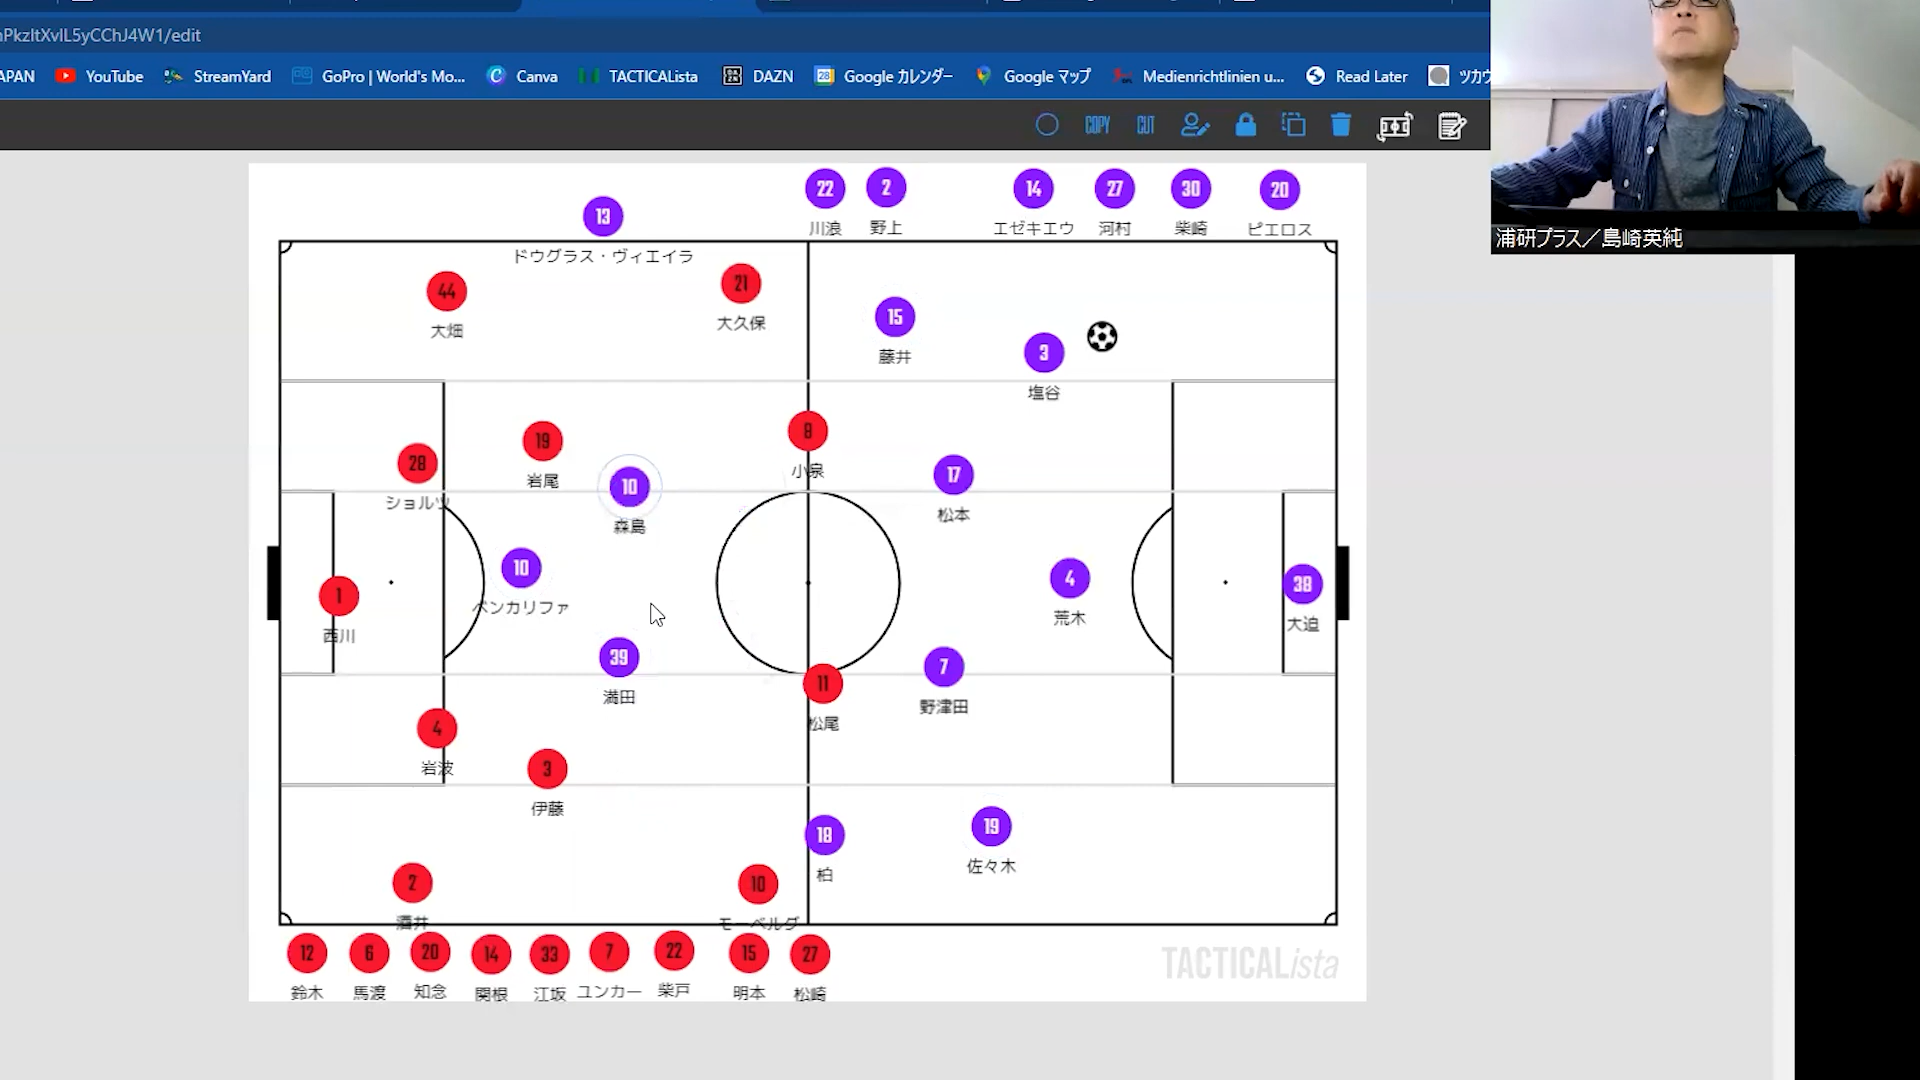 nPkzItXvIL5yCChJ4W1/edit
APAN YouTube StreamYard GoPro | World's Mo... Canva TACTICALista DAZN Google カレンダー Google マップ Medienrichtlinien u... Read Later ツカウ
COPY CUT
浦研プラス／島崎英純
22 2 14 27 30 20
13
川浪 野上 エゼキエウ 河村 柴崎 ピエロス
ドウグラス・ヴィエイラ
44 21
大畑 大久保
15
藤井
3
塩谷
19 8
28
岩尾 小泉
ショルツ
10 17
森島 松本
10 4 38
ベンカリファ 荒木 大迫
1
西川
39 7
満田 野津田
11
松尾
4
岩波
3
伊藤
18 19
柏 佐々木
2 10
酒井 モーベルグ
12 6 20 14 33 7 22 15 27
鈴木 馬渡 知念 関根 江坂 ユンカー 柴戸 明本 松崎
TACTICALista